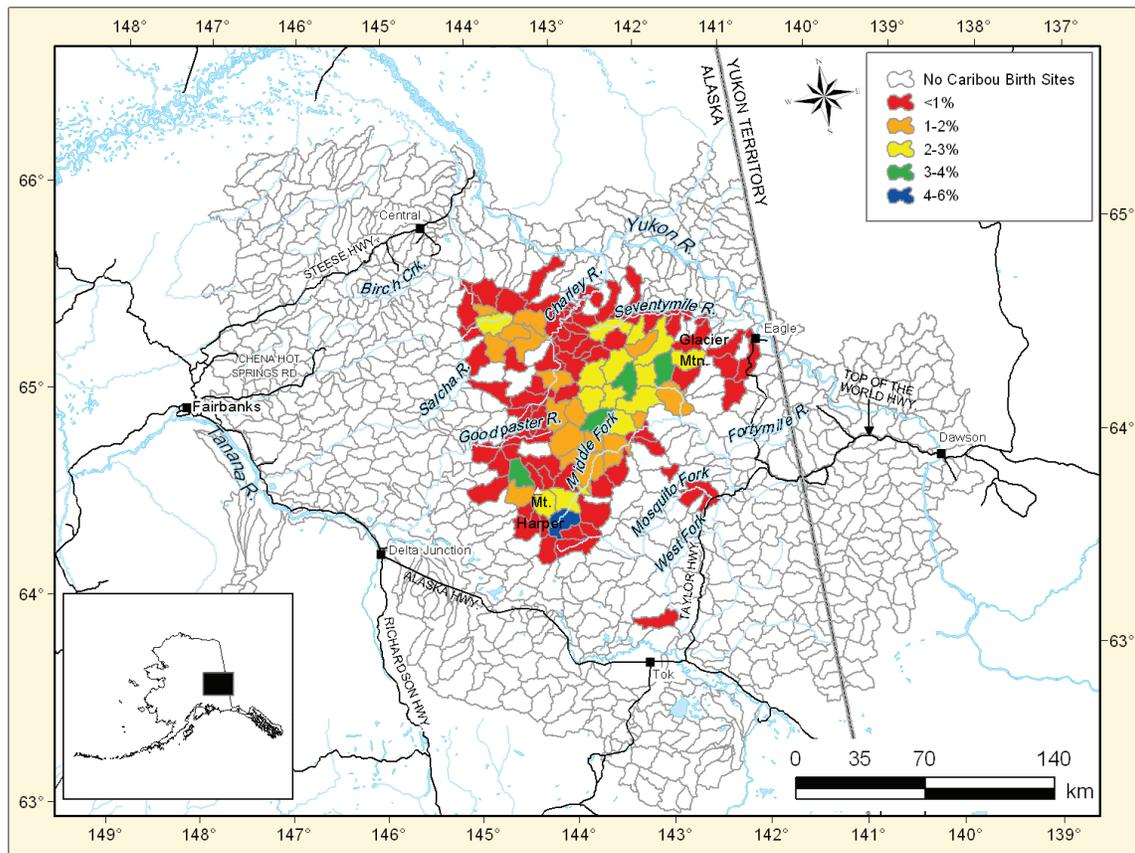 148° 147° 145° 144° 143° 142° 140° 139° 138° 137°
No Caribou Birth Sites
<1%
1-2%
2-3%
3-4%
4-6%
YUKON TERRITORY
ALASKA
66°
65°
64°
63°
65°
64°
63°
Central
STEESE HWY.
Birch Crk.
Yukon R.
Charley R.
Seventymile R.
Glacier
Mtn.
Eagle
CHENA HOT
SPRINGS RD.
Salcha R.
TOP OF THE
WORLD HWY.
Fairbanks
Tanana R.
Goodpaster R.
Middle Fork
Fortymile R.
Dawson
Mosquito Fork
Mt.
Harper
West Fork
Delta Junction
ALASKA HWY.
TAYLOR HWY.
RICHARDSON HWY.
Tok
0 35 70 140
km
149° 148° 147° 146° 145° 144° 143° 142° 141° 140° 139°